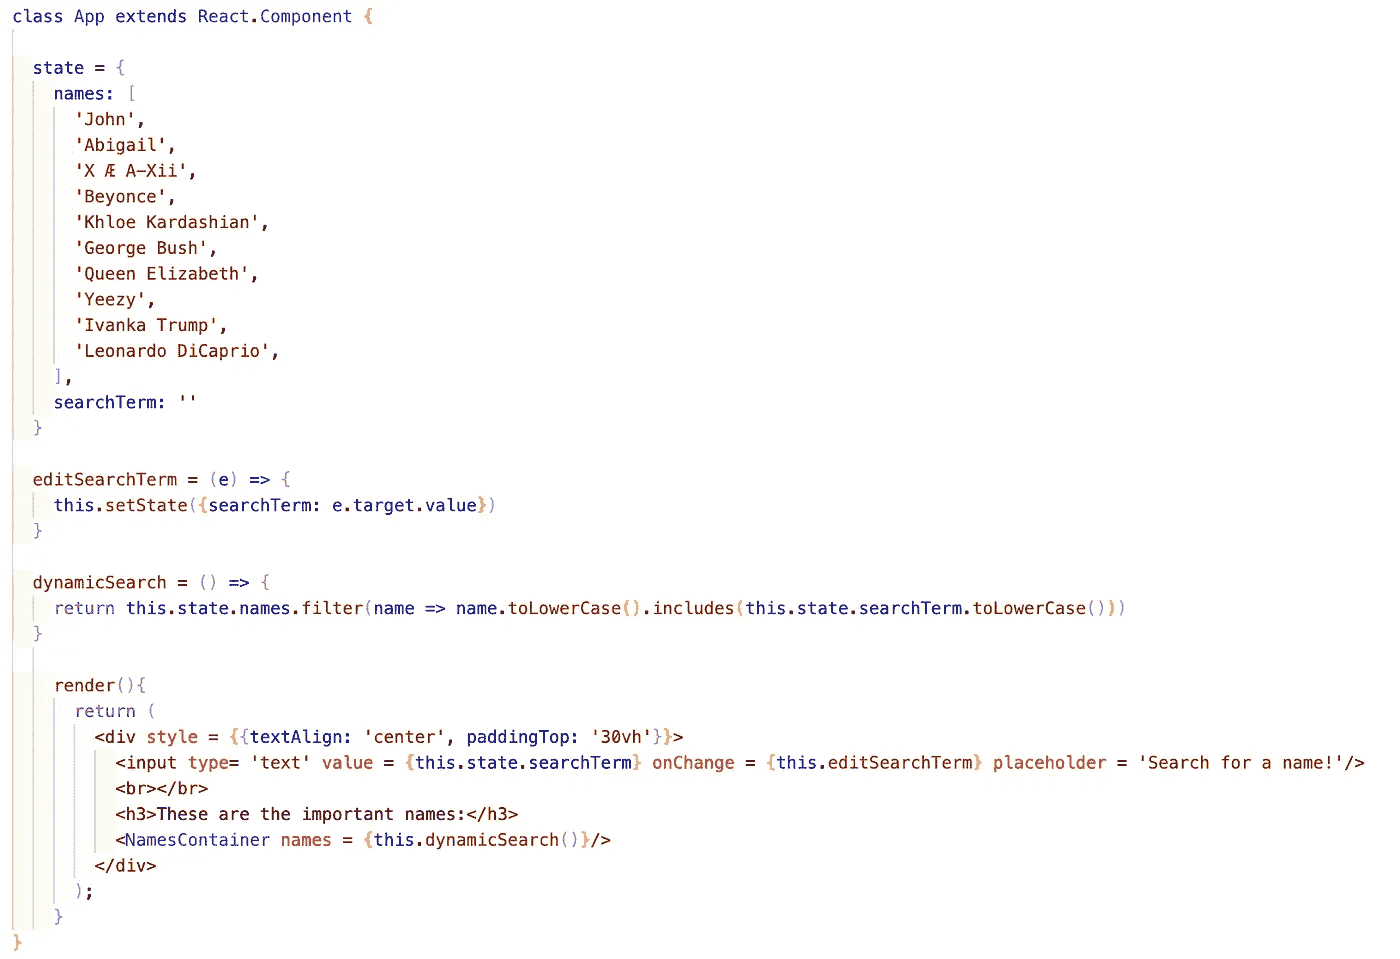 class App extends React.Component {
state = {
names: [
'John',
'Abigail',
'X Æ A-Xii',
'Beyonce',
'Khloe Kardashian',
'George Bush',
'Queen Elizabeth',
'Yeezy',
'Ivanka Trump',
'Leonardo DiCaprio',
],
searchTerm: ''
}
editSearchTerm = (e) => {
this.setState({searchTerm: e.target.value})
}
dynamicSearch = () => {
return this.state.names.filter(name => name.toLowerCase().includes(this.state.searchTerm.toLowerCase()))
}
render(){
return (
<div style = {{textAlign: 'center', paddingTop: '30vh'}}>
<input type= 'text' value = {this.state.searchTerm} onChange = {this.editSearchTerm} placeholder = 'Search for a name!'/>
<br></br>
<h3>These are the important names:</h3>
<NamesContainer names = {this.dynamicSearch()}/>
</div>
);
}
}